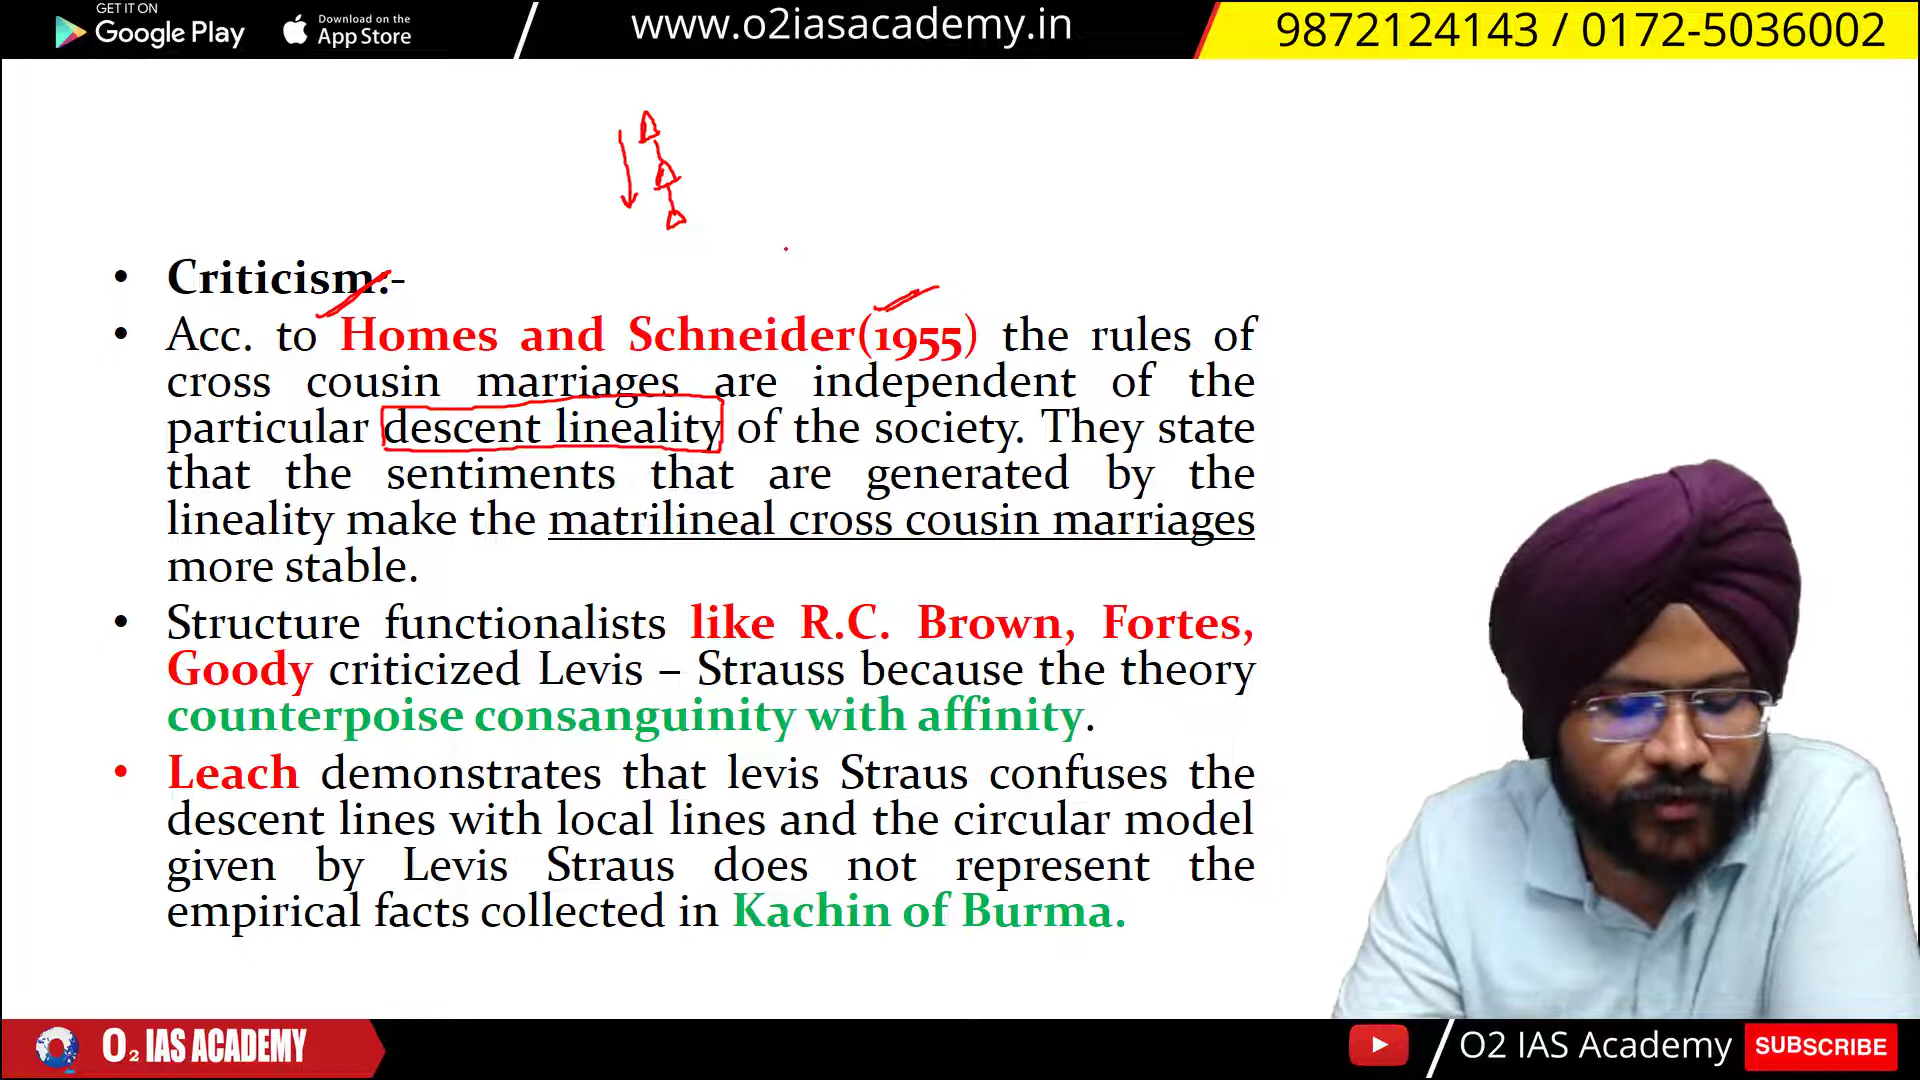 GET IT ON
Google Play
Download on the
App Store
www.o2iasacademy.in
9872124143 / 0172-5036002
• Criticism:-
• Acc. to Homes and Schneider(1955) the rules of
cross cousin marriages are independent of the
particular descent lineality of the society. They state
that the sentiments that are generated by the
lineality make the matrilineal cross cousin marriages
more stable.
• Structure functionalists like R.C. Brown, Fortes,
Goody criticized Levis – Strauss because the theory
counterpoise consanguinity with affinity.
• Leach demonstrates that levis Straus confuses the
descent lines with local lines and the circular model
given by Levis Straus does not represent the
empirical facts collected in Kachin of Burma.
O2 IAS ACADEMY
O2 IAS Academy
SUBSCRIBE